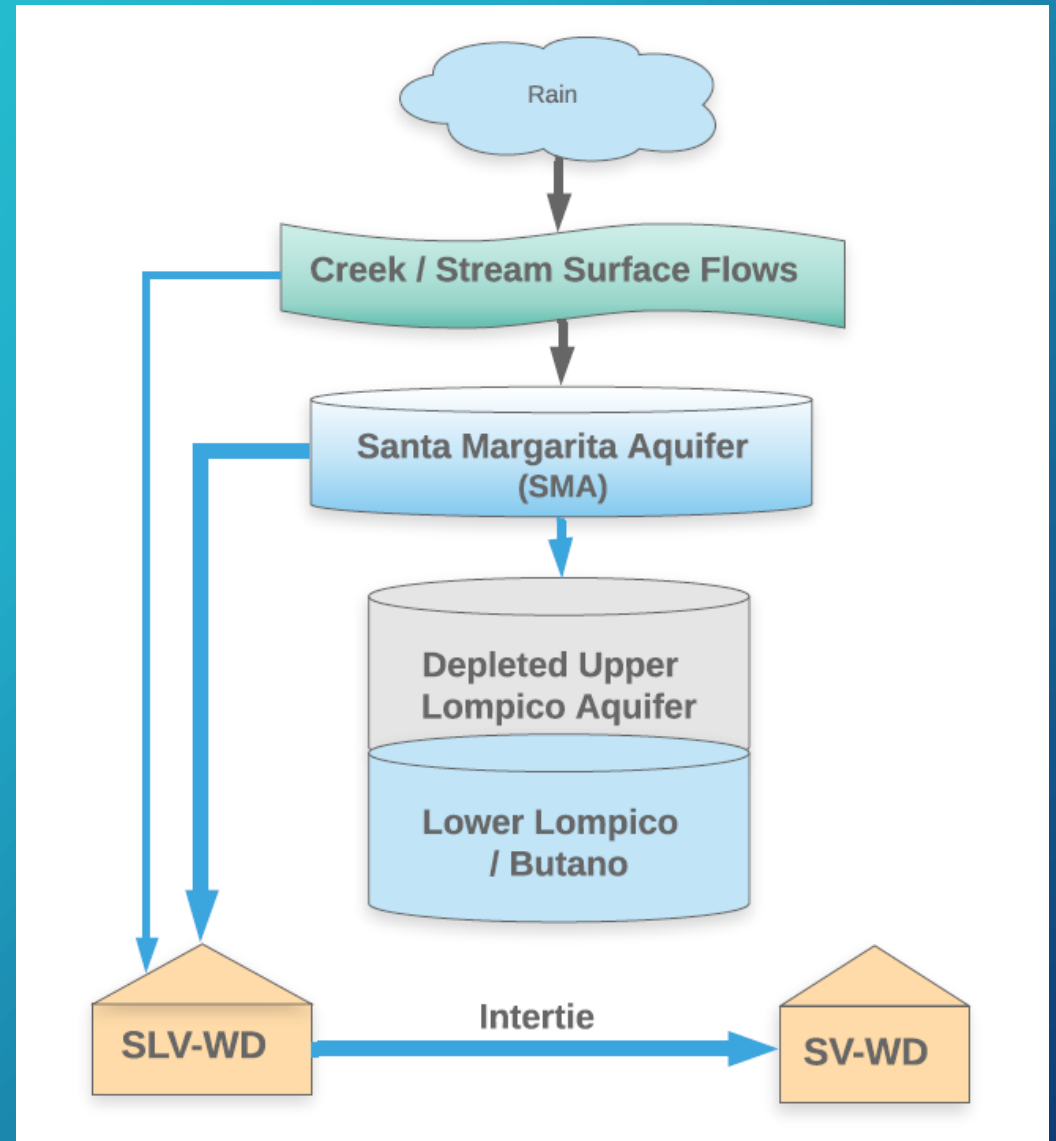 Rain
Creek / Stream Surface Flows
Santa Margarita Aquifer
(SMA)
Depleted Upper
Lompico Aquifer
Lower Lompico
/ Butano
Intertie
SLV-WD
SV-WD